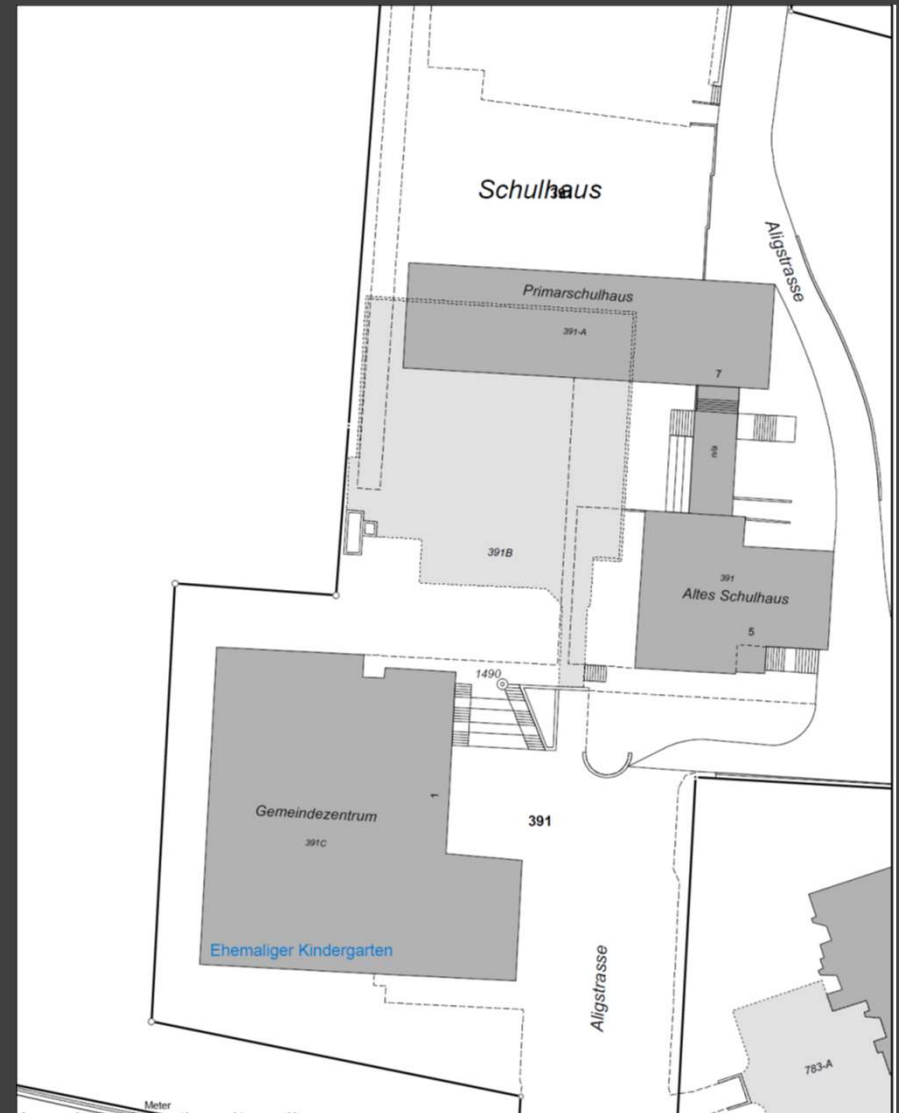 Schulhaus
391
Aligstrasse
Primarschulhaus
391-A
7
391B
391
Altes Schulhaus
5
1490
1
Gemeindezentrum
391C
391
Ehemaliger Kindergarten
Aligstrasse
783-A
Meter